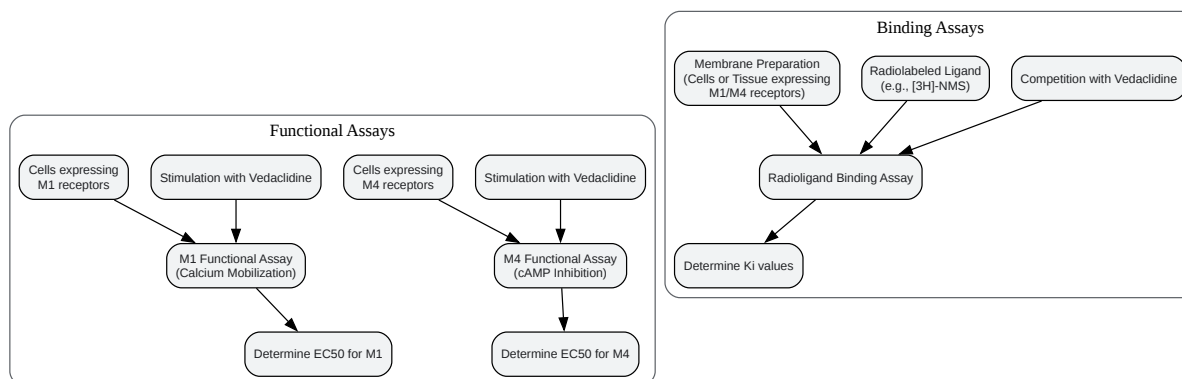 Binding Assays
Membrane Preparation
(Cells or Tissue expressing
M1/M4 receptors)
Radiolabeled Ligand
(e.g., [3H]-NMS)
Competition with Vedaclidine
Radioligand Binding Assay
Determine Ki values
Functional Assays
Cells expressing
M1 receptors
Stimulation with Vedaclidine
Cells expressing
M4 receptors
Stimulation with Vedaclidine
M1 Functional Assay
(Calcium Mobilization)
M4 Functional Assay
(cAMP Inhibition)
Determine EC50 for M1
Determine EC50 for M4